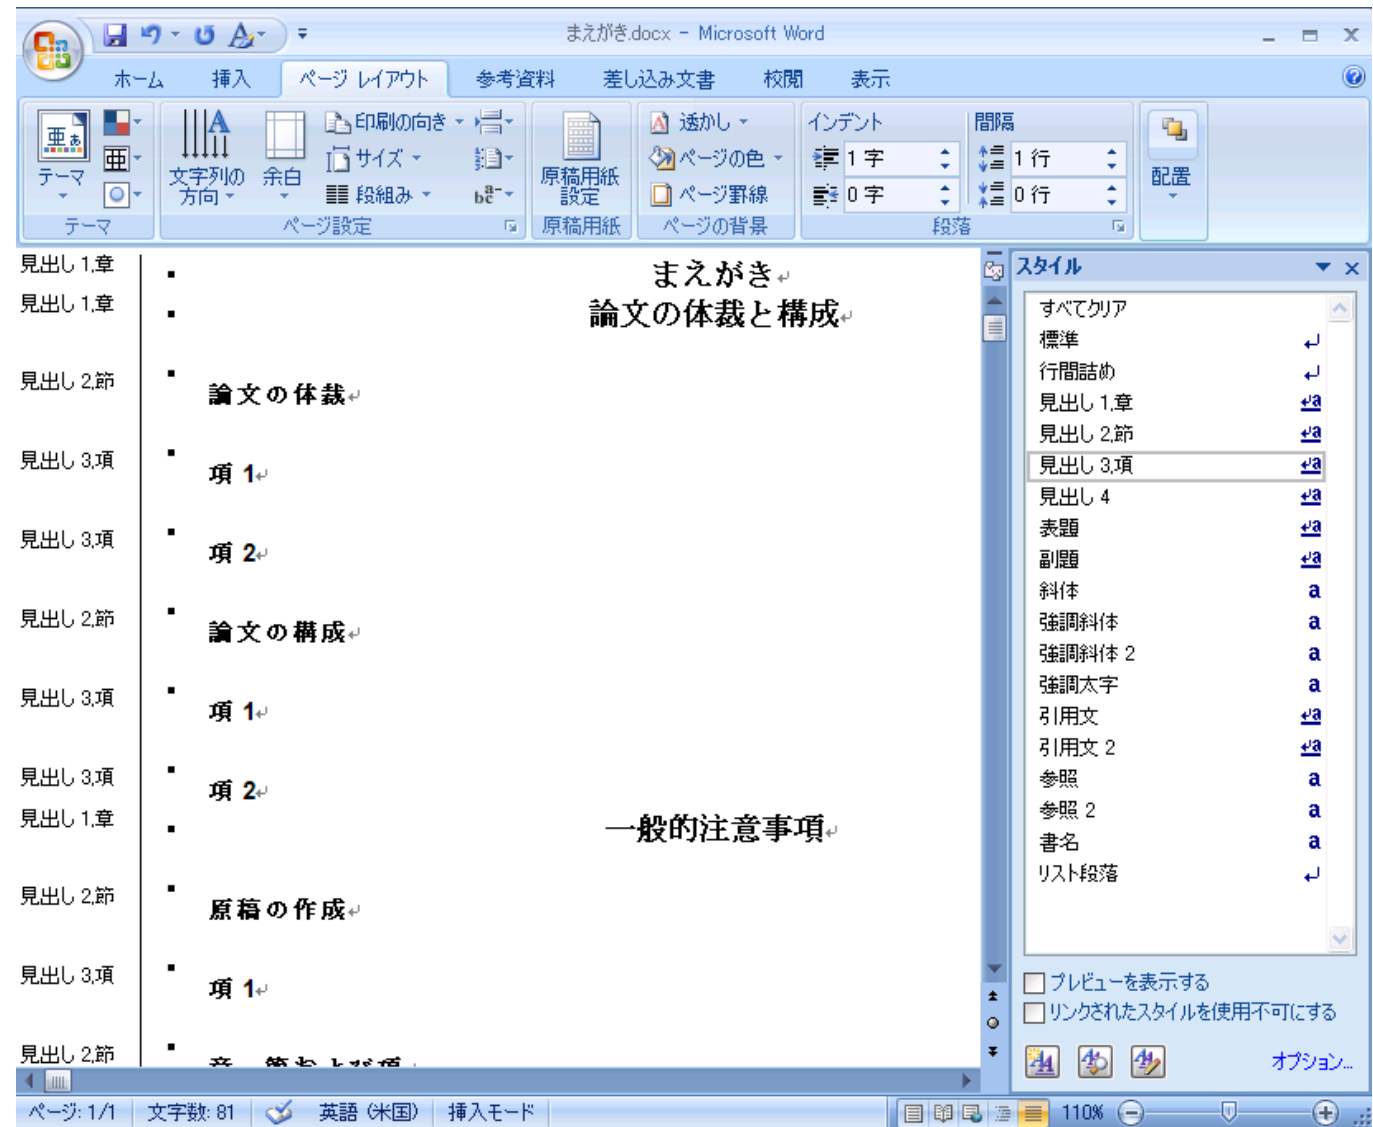 まえがき.docx - Microsoft Word
ホーム 挿入 ページ レイアウト 参考資料 差し込み文書 校閲 表示
テーマ
文字列の方向
余白
印刷の向き
サイズ
段組み
原稿用紙設定
透かし
ページの色
ページ罫線
インデント
1 字
0 字
間隔
1 行
0 行
配置
テーマ ページ設定 原稿用紙 ページの背景 段落
見出し 1,章 まえがき
見出し 1,章 論文の体裁と構成
見出し 2,節 論文の体裁
見出し 3,項 項 1
見出し 3,項 項 2
見出し 2,節 論文の構成
見出し 3,項 項 1
見出し 3,項 項 2
見出し 1,章 一般的注意事項
見出し 2,節 原稿の作成
見出し 3,項 項 1
見出し 2,節
スタイル
すべてクリア
標準
行間詰め
見出し 1,章
見出し 2,節
見出し 3,項
見出し 4
表題
副題
斜体
強調斜体
強調斜体 2
強調太字
引用文
引用文 2
参照
参照 2
書名
リスト段落
プレビューを表示する
リンクされたスタイルを使用不可にする
オプション...
ページ: 1/1 文字数: 81 英語 (米国) 挿入モード 110%